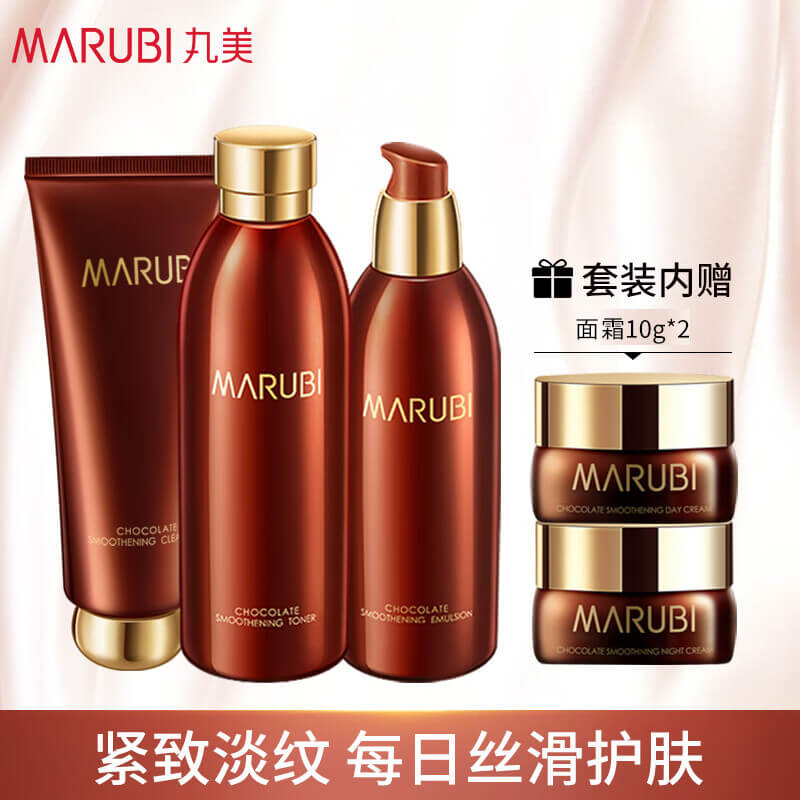 MARUBI 丸美
MARUBI
CHOCOLATE
SMOOTHENING
MARUBI
CHOCOLATE
SMOOTHENING TONER
MARUBI
CHOCOLATE
SMOOTHENING EMULSION
套装内赠
面霜10g*2
MARUBI
CHOCOLATE SMOOTHENING DAY CREAM
MARUBI
CHOCOLATE SMOOTHNING NIGHT CREAM
紧致淡纹 每日丝滑护肤